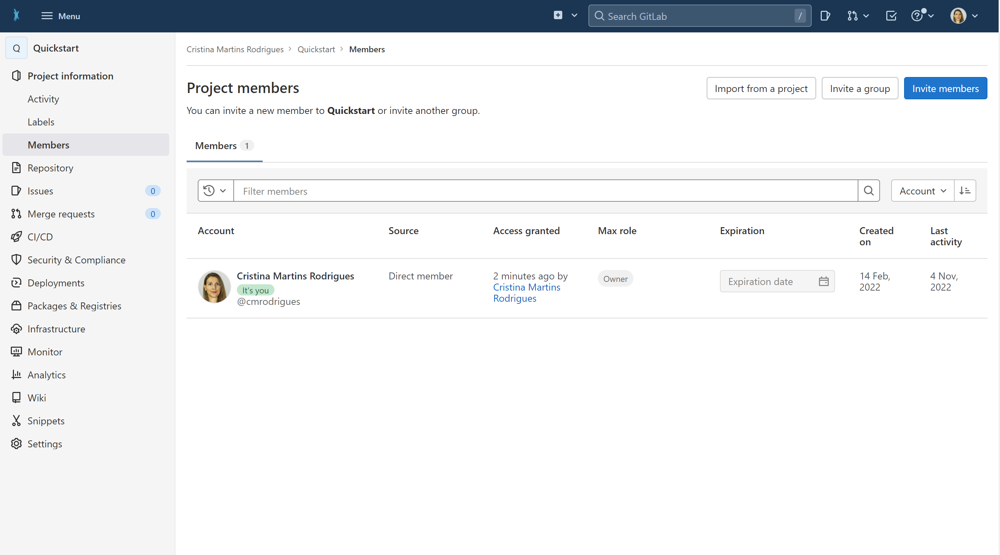 Menu
Search GitLab
/
Q Quickstart
Project information
Activity
Labels
Members
Repository
Issues 0
Merge requests 0
CI/CD
Security & Compliance
Deployments
Packages & Registries
Infrastructure
Monitor
Analytics
Wiki
Snippets
Settings
Cristina Martins Rodrigues > Quickstart > Members
Project members
Import from a project
Invite a group
Invite members
You can invite a new member to Quickstart or invite another group.
Members 1
Filter members
Account
Account Source Access granted Max role Expiration Created on Last activity
Cristina Martins Rodrigues
It's you
@cmrodrigues
Direct member
2 minutes ago by
Cristina Martins
Rodrigues
Owner
Expiration date
14 Feb,
2022
4 Nov,
2022